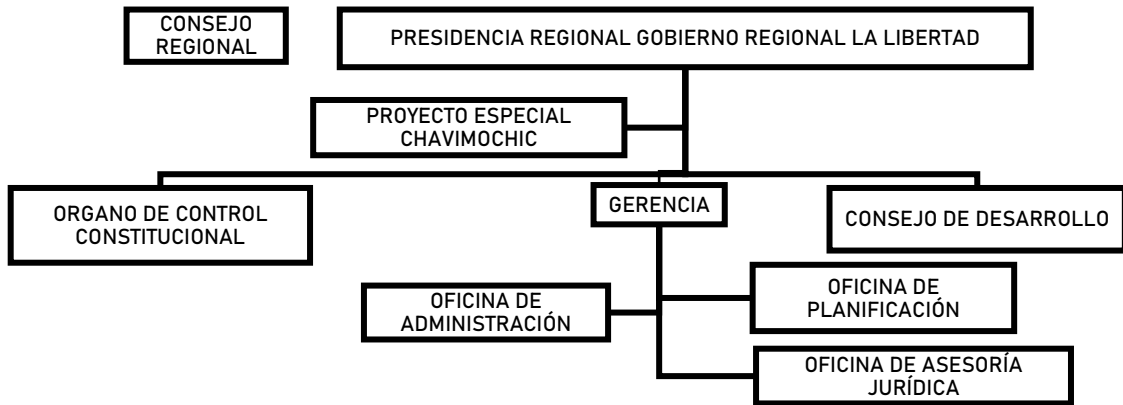 CONSEJO
REGIONAL
PRESIDENCIA REGIONAL GOBIERNO REGIONAL LA LIBERTAD
PROYECTO ESPECIAL
CHAVIMOCHIC
ORGANO DE CONTROL
CONSTITUCIONAL
GERENCIA
CONSEJO DE DESARROLLO
OFICINA DE
ADMINISTRACIÓN
OFICINA DE
PLANIFICACIÓN
OFICINA DE ASESORÍA
JURÍDICA